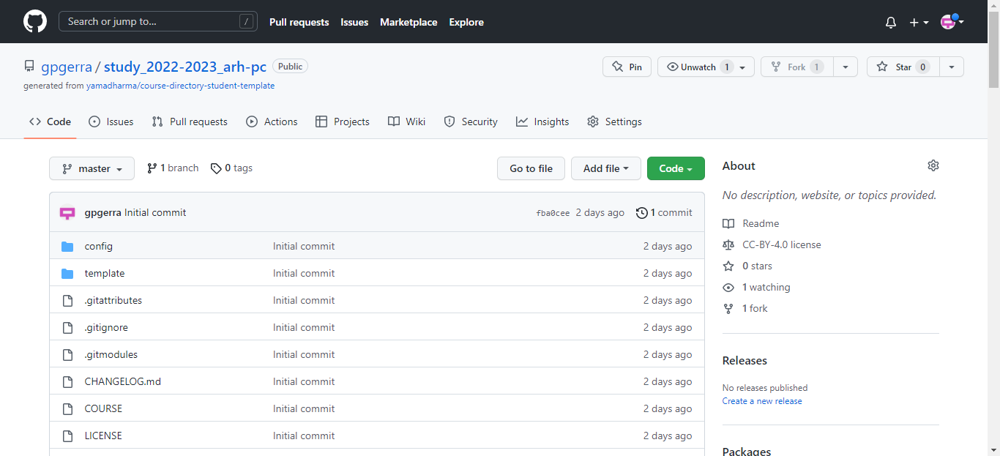 Search or jump to... /
Pull requests Issues Marketplace Explore
gpgerra / study_2022-2023_arh-pc Public
Pin Unwatch 1 Fork 1 Star 0
generated from yamadharma/course-directory-student-template
Code Issues Pull requests Actions Projects Wiki Security Insights Settings
master 1 branch 0 tags Go to file Add file Code
gpgerra Initial commit fba0cee 2 days ago 1 commit
config Initial commit 2 days ago
template Initial commit 2 days ago
.gitattributes Initial commit 2 days ago
.gitignore Initial commit 2 days ago
.gitmodules Initial commit 2 days ago
CHANGELOG.md Initial commit 2 days ago
COURSE Initial commit 2 days ago
LICENSE Initial commit 2 days ago
About
No description, website, or topics provided.
Readme
CC-BY-4.0 license
0 stars
1 watching
1 fork
Releases
No releases published
Create a new release
Packages